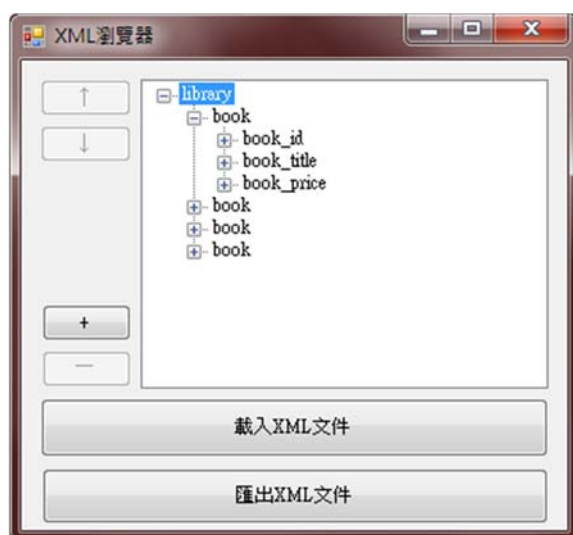 XML瀏覽器
↑
↓
library
book
book_id
book_title
book_price
book
book
book
+
—
載入XML文件
匯出XML文件